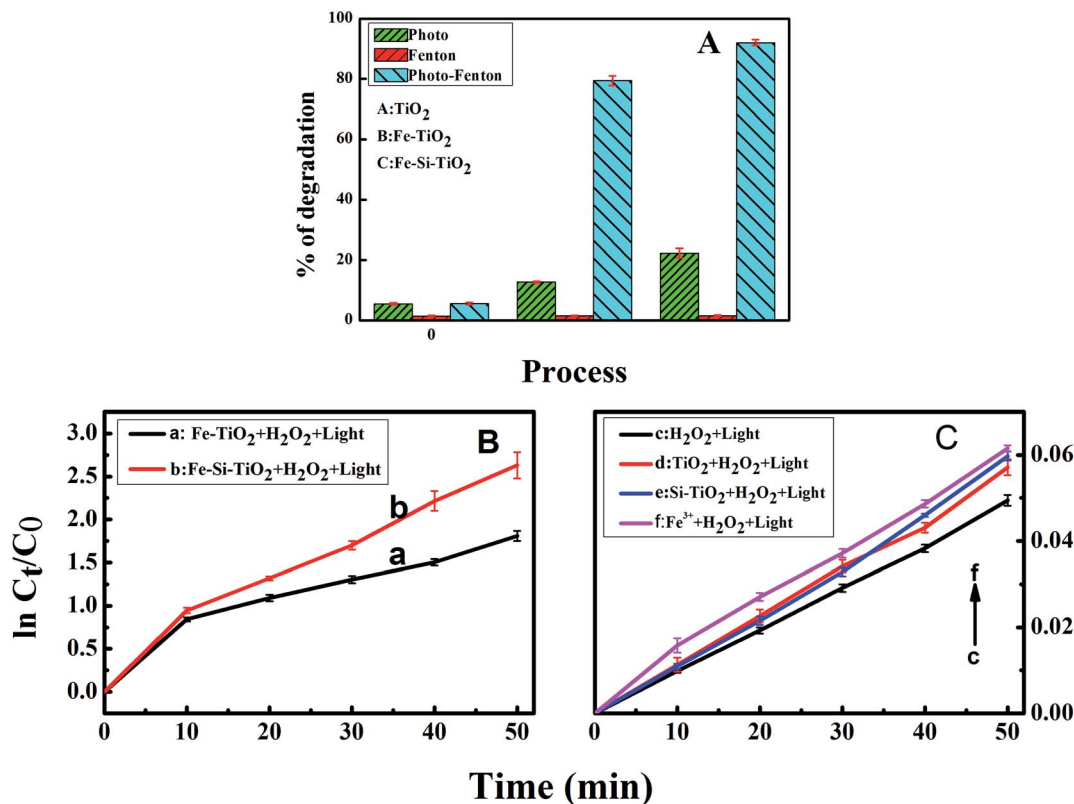 100
80
60
40
20
0
% of degradation
Photo
Fenton
Photo-Fenton
A
A:TiO₂
B:Fe-TiO₂
C:Fe-Si-TiO₂
0
Process
3.0
2.5
2.0
1.5
1.0
0.5
0.0
ln Ct/C0
a: Fe-TiO₂+H₂O₂+Light
b:Fe-Si-TiO₂+H₂O₂+Light
B
b
a
0 10 20 30 40 50
c:H₂O₂+Light
d:TiO₂+H₂O₂+Light
e:Si-TiO₂+H₂O₂+Light
f:Fe³⁺+H₂O₂+Light
C
f
c
0.06
0.04
0.02
0.00
0 10 20 30 40 50
Time (min)